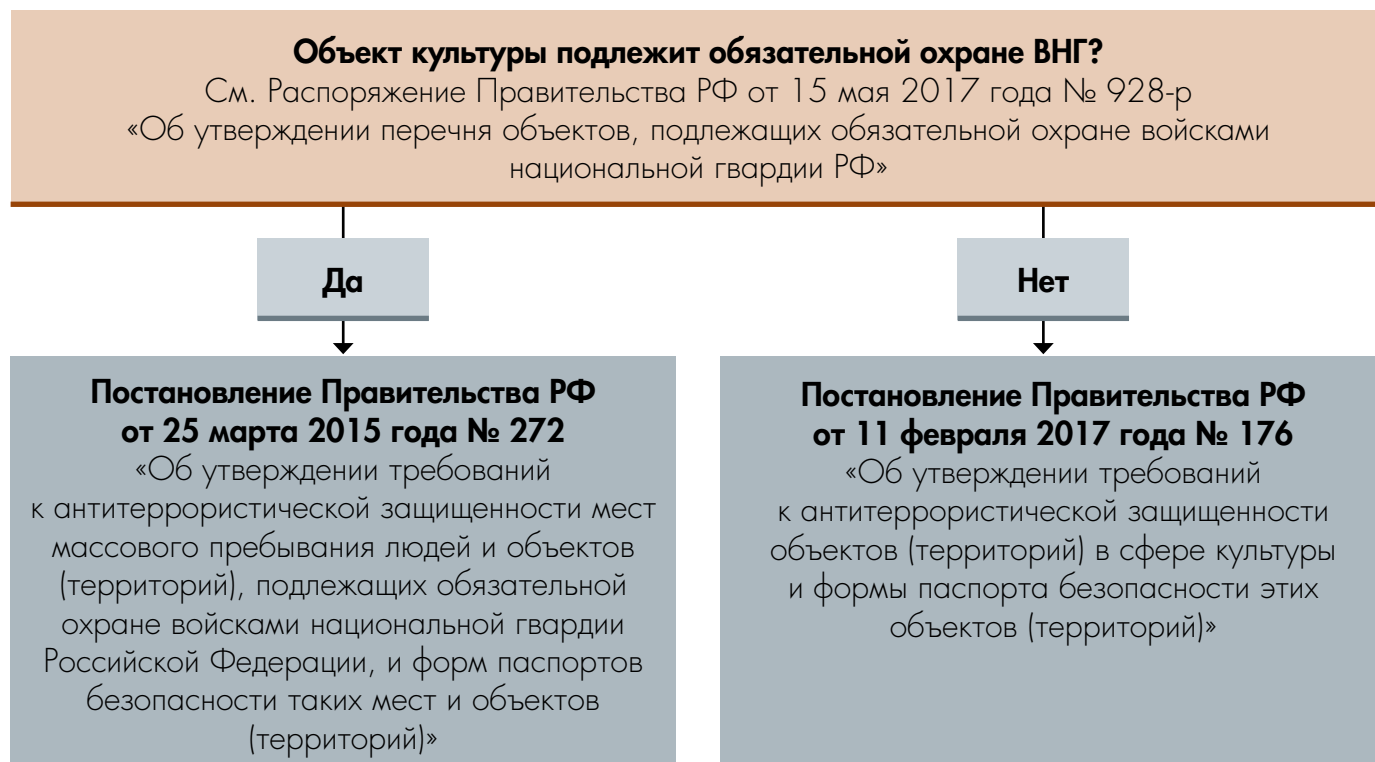 Объект культуры подлежит обязательной охране ВНГ?
См. Распоряжение Правительства РФ от 15 мая 2017 года № 928-р
«Об утверждении перечня объектов, подлежащих обязательной охране войсками
национальной гвардии РФ»
Да
Нет
Постановление Правительства РФ
от 25 марта 2015 года № 272
«Об утверждении требований
к антитеррористической защищенности мест
массового пребывания людей и объектов
(территорий), подлежащих обязательной
охране войсками национальной гвардии
Российской Федерации, и форм паспортов
безопасности таких мест и объектов
(территорий)»
Постановление Правительства РФ
от 11 февраля 2017 года № 176
«Об утверждении требований
к антитеррористической защищенности
объектов (территорий) в сфере культуры
и формы паспорта безопасности этих
объектов (территорий)»